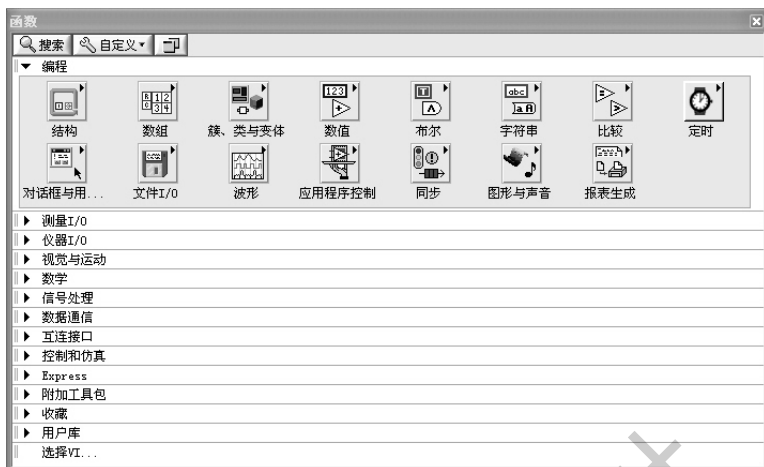 函数
搜索 自定义
编程
结构 数组 簇、类与变体 数值 布尔 字符串 比较 定时
对话框与用... 文件I/O 波形 应用程序控制 同步 图形与声音 报表生成
测量I/O
仪器I/O
视觉与运动
数学
信号处理
数据通信
互连接口
控制和仿真
Express
附加工具包
收藏
用户库
选择VI...